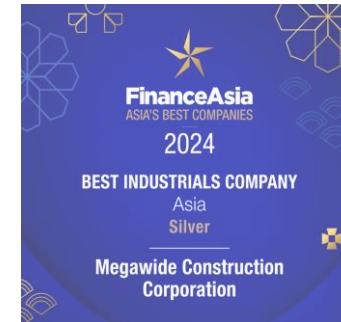 FinanceAsia
ASIA'S BEST COMPANIES
2024
BEST INDUSTRIALS COMPANY
Asia
Silver
Megawide Construction
Corporation